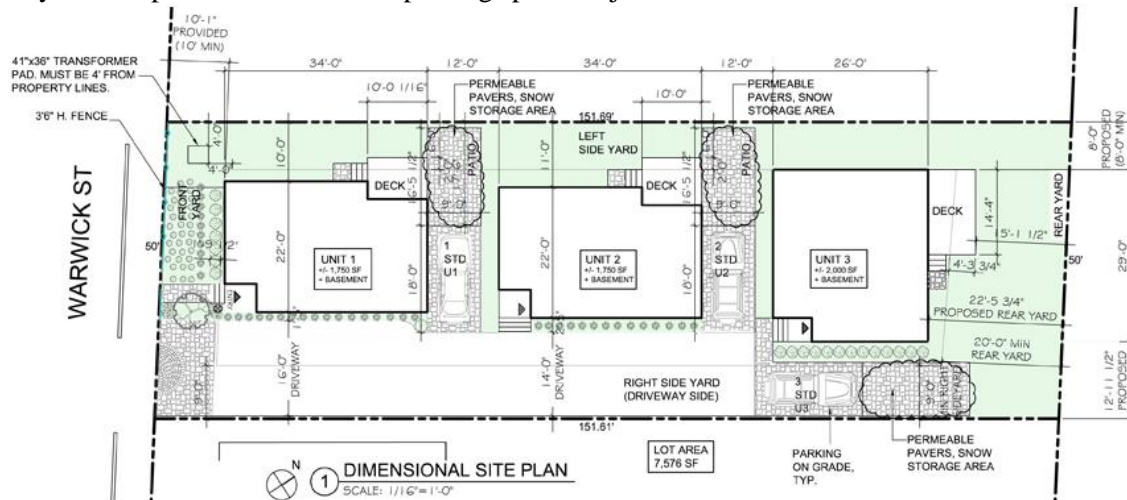 10'-1"
PROVIDED
(10' MIN)
41"x36" TRANSFORMER
PAD. MUST BE 4' FROM
PROPERTY LINES.
3'6" H. FENCE
34'-0"
12'-0"
34'-0"
12'-0"
26'-0"
10'-0 1/16"
10'-0"
PERMEABLE
PAVERS, SNOW
STORAGE AREA
PERMEABLE
PAVERS, SNOW
STORAGE AREA
151.69'
LEFT
SIDE YARD
4'-0"
4'-0"
10'-0"
11'-0"
8'-0"
PROPOSED
(8'-0" MIN)
DECK
16'-5 1/2"
PATIO
9'-0"
DECK
16'-5 1/2"
PATIO
9'-0"
DECK
14'-4"
15'-1 1/2"
4'-3 3/4"
REAR YARD
FRONT
YARD
WARWICK ST
50'
50'
22'-0"
22'-0"
29'-0"
UNIT 1
+/- 1,750 SF
+ BASEMENT
1
STD
U1
18'-0"
UNIT 2
+/- 1,750 SF
+ BASEMENT
2
STD
U2
18'-0"
UNIT 3
+/- 2,000 SF
+ BASEMENT
22'-5 3/4"
PROPOSED REAR YARD
20'-0" MIN
REAR YARD
ENTRY
16'-0"
DRIVEWAY
14'-0"
DRIVEWAY
9'-0"
RIGHT SIDE YARD
(DRIVEWAY SIDE)
3
STD
U3
9'-0"
12'-11 1/2"
PROPOSED
151.61'
LOT AREA
7,576 SF
PARKING
ON GRADE,
TYP.
PERMEABLE
PAVERS, SNOW
STORAGE AREA
N
1
DIMENSIONAL SITE PLAN
SCALE: 1/16"=1'-0"